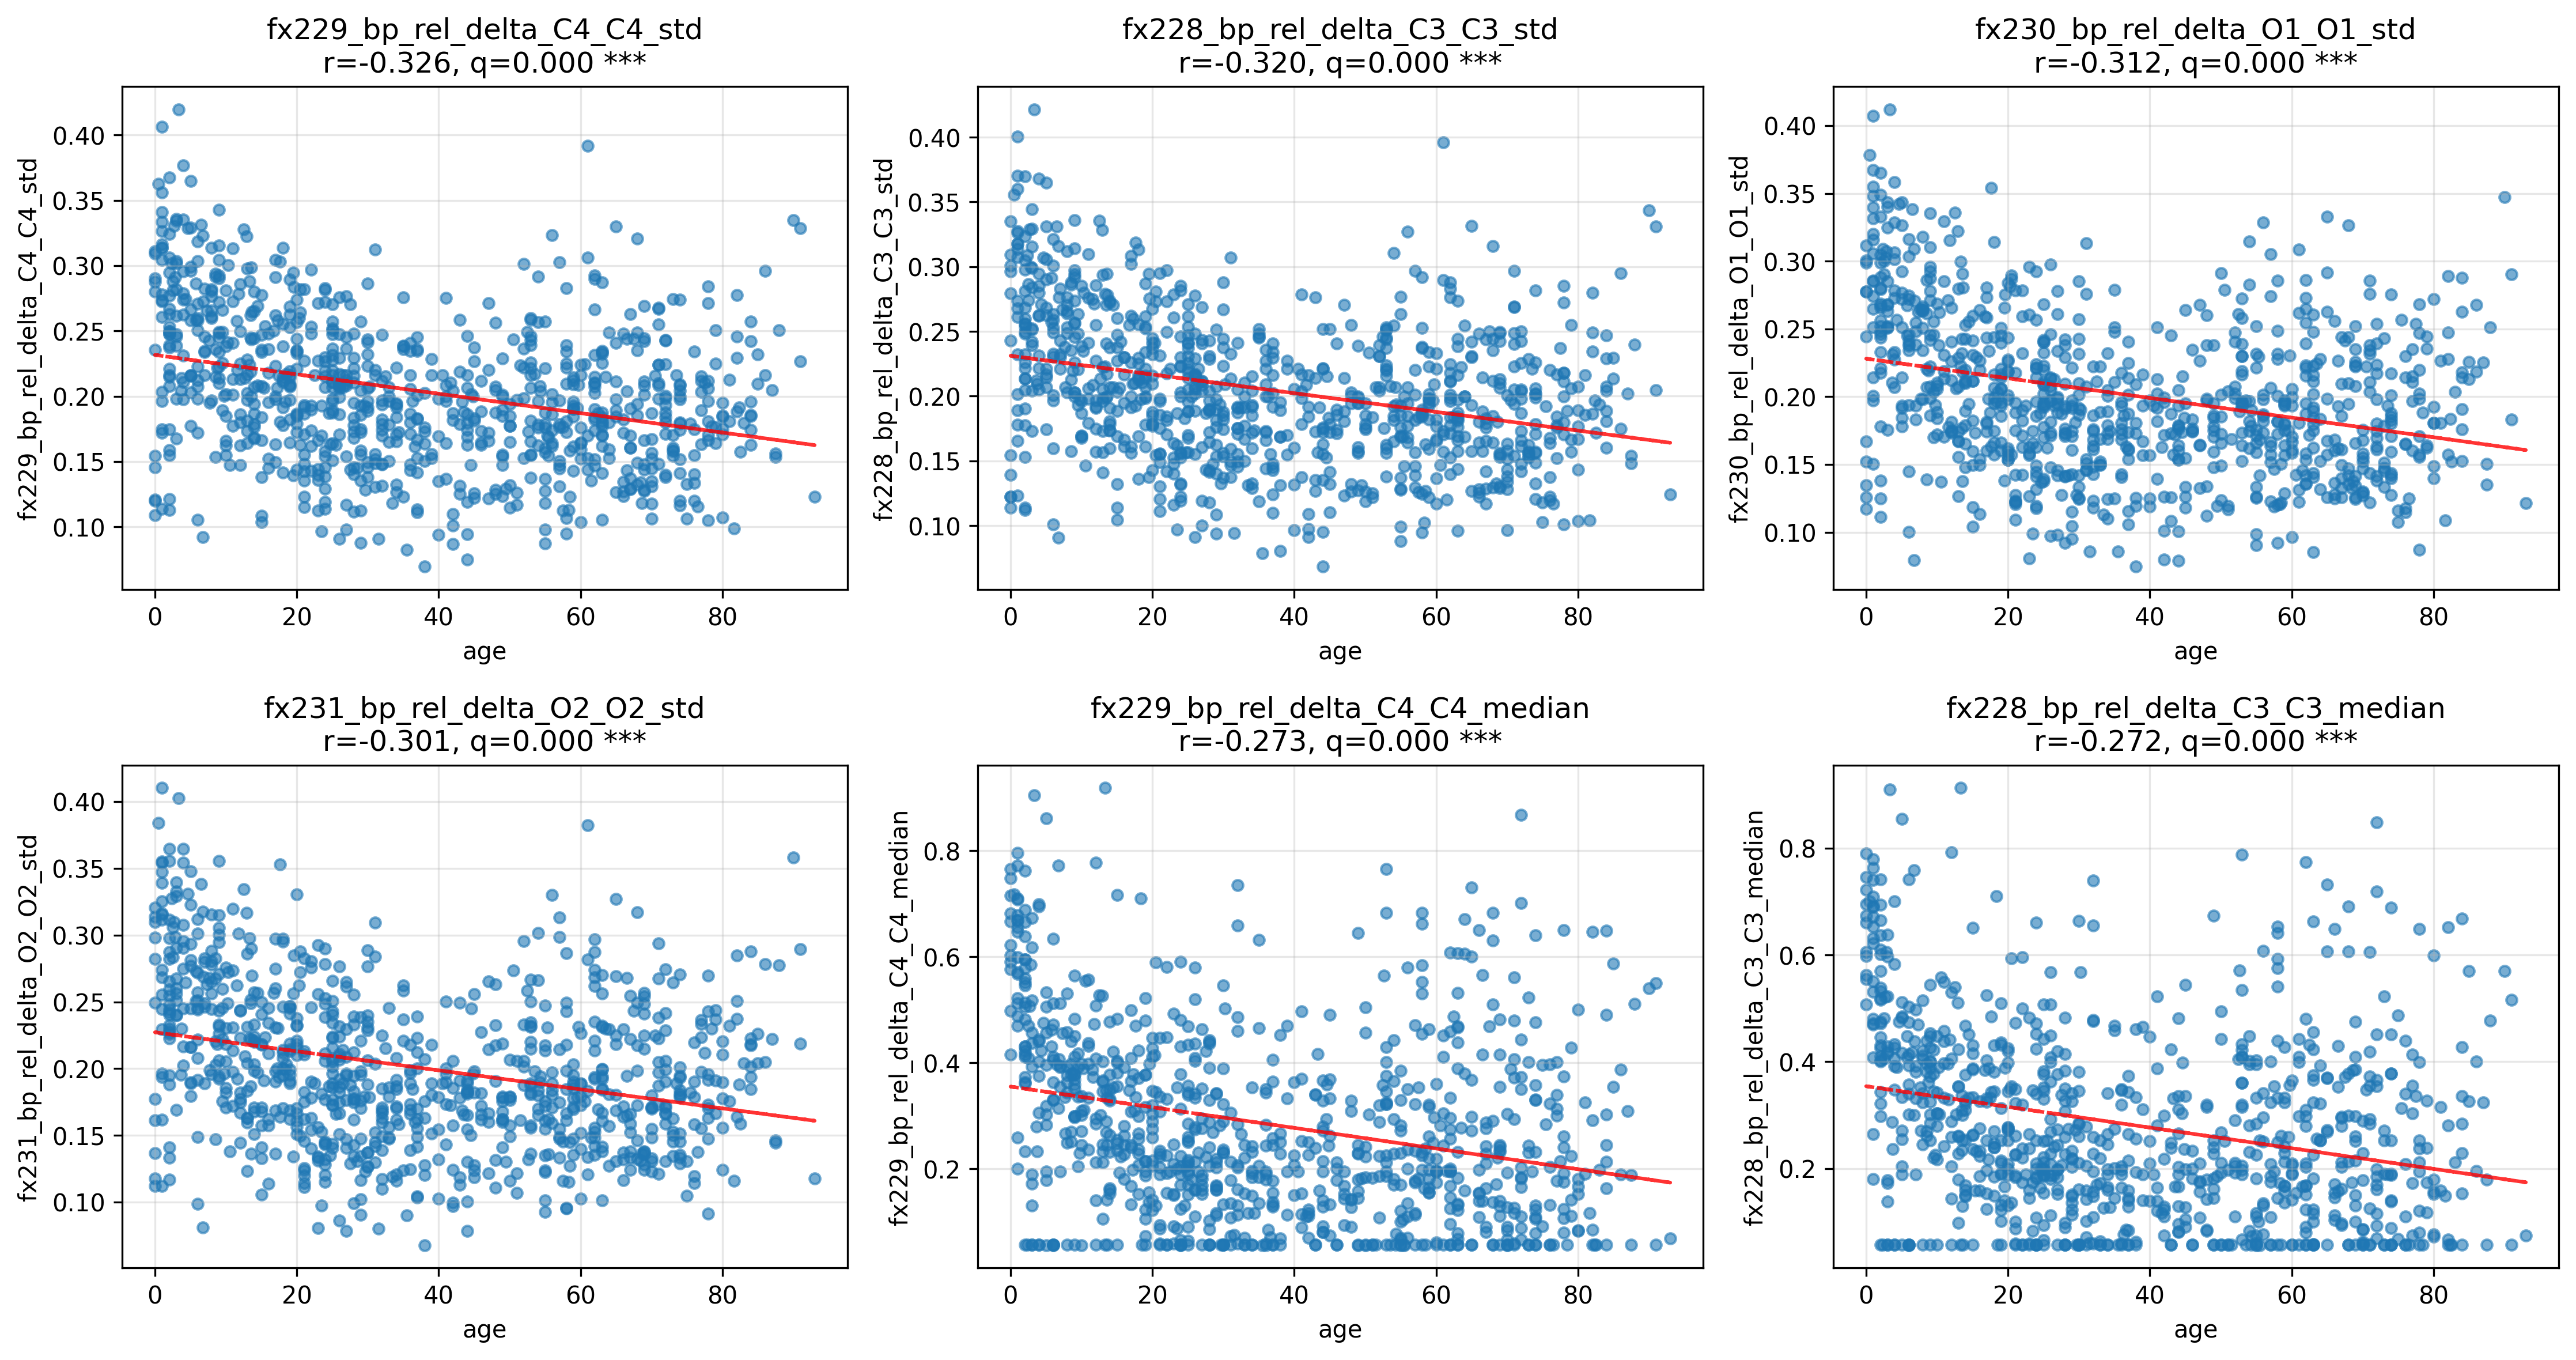 fx229_bp_rel_delta_C4_C4_std
r=-0.326, q=0.000 ***
fx229_bp_rel_delta_C4_C4_std
0.40
0.35
0.30
0.25
0.20
0.15
0.10
0 20 40 60 80
age
fx228_bp_rel_delta_C3_C3_std
r=-0.320, q=0.000 ***
fx228_bp_rel_delta_C3_C3_std
0.40
0.35
0.30
0.25
0.20
0.15
0.10
0 20 40 60 80
age
fx230_bp_rel_delta_O1_O1_std
r=-0.312, q=0.000 ***
fx230_bp_rel_delta_O1_O1_std
0.40
0.35
0.30
0.25
0.20
0.15
0.10
0 20 40 60 80
age
fx231_bp_rel_delta_O2_O2_std
r=-0.301, q=0.000 ***
fx231_bp_rel_delta_O2_O2_std
0.40
0.35
0.30
0.25
0.20
0.15
0.10
0 20 40 60 80
age
fx229_bp_rel_delta_C4_C4_median
r=-0.273, q=0.000 ***
fx229_bp_rel_delta_C4_C4_median
0.8
0.6
0.4
0.2
0 20 40 60 80
age
fx228_bp_rel_delta_C3_C3_median
r=-0.272, q=0.000 ***
fx228_bp_rel_delta_C3_C3_median
0.8
0.6
0.4
0.2
0 20 40 60 80
age